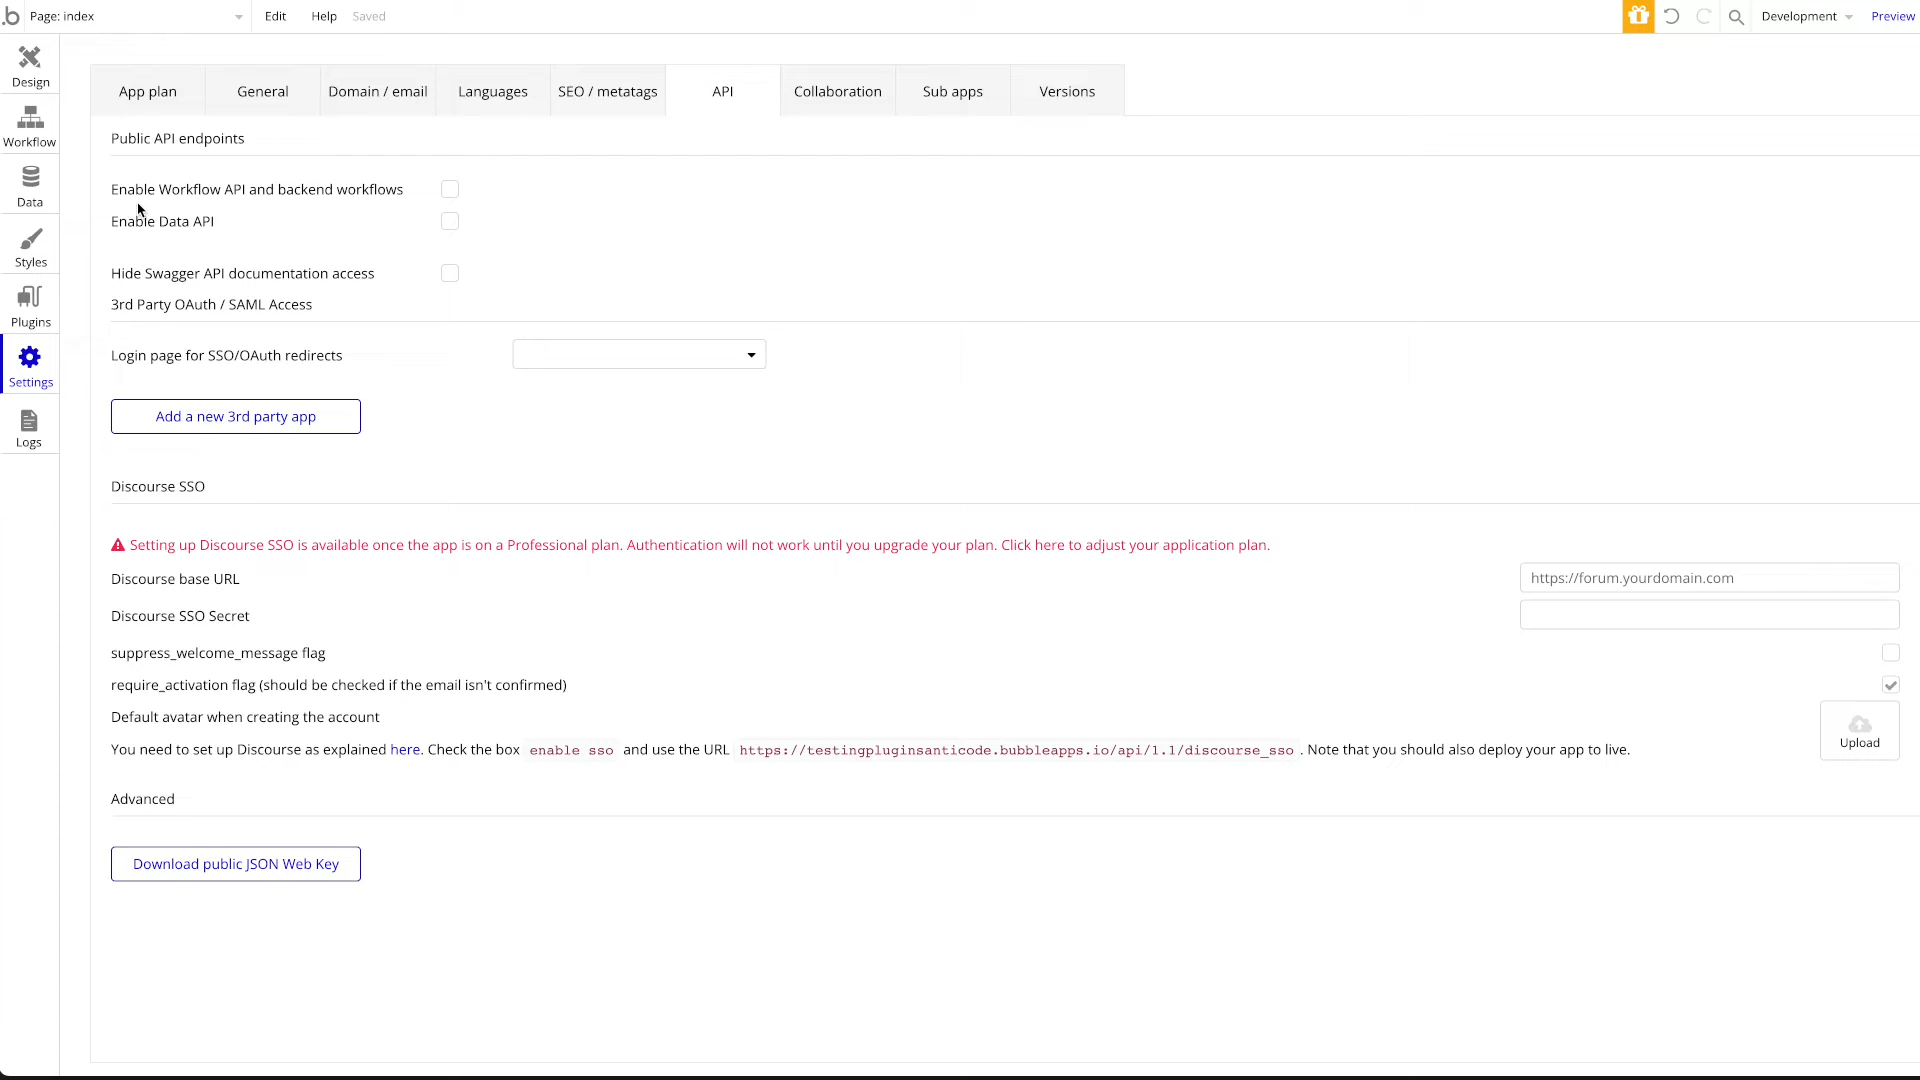 .b Page: index Edit Help Saved Development Preview
Design
Workflow
Data
Styles
Plugins
Settings
Logs
App plan General Domain / email Languages SEO / metatags API Collaboration Sub apps Versions
Public API endpoints
Enable Workflow API and backend workflows
Enable Data API
Hide Swagger API documentation access
3rd Party OAuth / SAML Access
Login page for SSO/OAuth redirects
Add a new 3rd party app
Discourse SSO
Setting up Discourse SSO is available once the app is on a Professional plan. Authentication will not work until you upgrade your plan. Click here to adjust your application plan.
Discourse base URL https://forum.yourdomain.com
Discourse SSO Secret
suppress_welcome_message flag
require_activation flag (should be checked if the email isn't confirmed)
Default avatar when creating the account
Upload
You need to set up Discourse as explained here. Check the box enable sso and use the URL https://testingpluginsanticode.bubbleapps.io/api/1.1/discourse_sso . Note that you should also deploy your app to live.
Advanced
Download public JSON Web Key